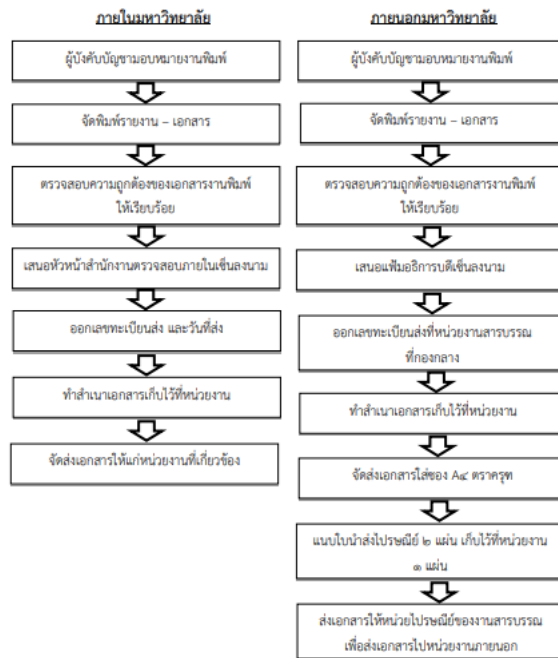 ภายในมหาวิทยาลัย
ผู้บังคับบัญชามอบหมายงานพิมพ์
จัดพิมพ์รายงาน – เอกสาร
ตรวจสอบความถูกต้องของเอกสารงานพิมพ์
ให้เรียบร้อย
เสนอหัวหน้าสำนักงานตรวจสอบภายในเซ็นลงนาม
ออกเลขทะเบียนส่ง และวันที่ส่ง
ทำสำเนาเอกสารเก็บไว้ที่หน่วยงาน
จัดส่งเอกสารให้แก่หน่วยงานที่เกี่ยวข้อง
ภายนอกมหาวิทยาลัย
ผู้บังคับบัญชามอบหมายงานพิมพ์
จัดพิมพ์รายงาน – เอกสาร
ตรวจสอบความถูกต้องของเอกสารงานพิมพ์
ให้เรียบร้อย
เสนอแฟ้มอธิการบดีเซ็นลงนาม
ออกเลขทะเบียนส่งที่หน่วยงานสารบรรณ
ที่กองกลาง
ทำสำเนาเอกสารเก็บไว้ที่หน่วยงาน
จัดส่งเอกสารใส่ซอง A๔ ตราครุฑ
แนบใบนำส่งไปรษณีย์ ๒ แผ่น เก็บไว้ที่หน่วยงาน
๑ แผ่น
ส่งเอกสารให้หน่วยไปรษณีย์ของงานสารบรรณ
เพื่อส่งเอกสารไปหน่วยงานภายนอก